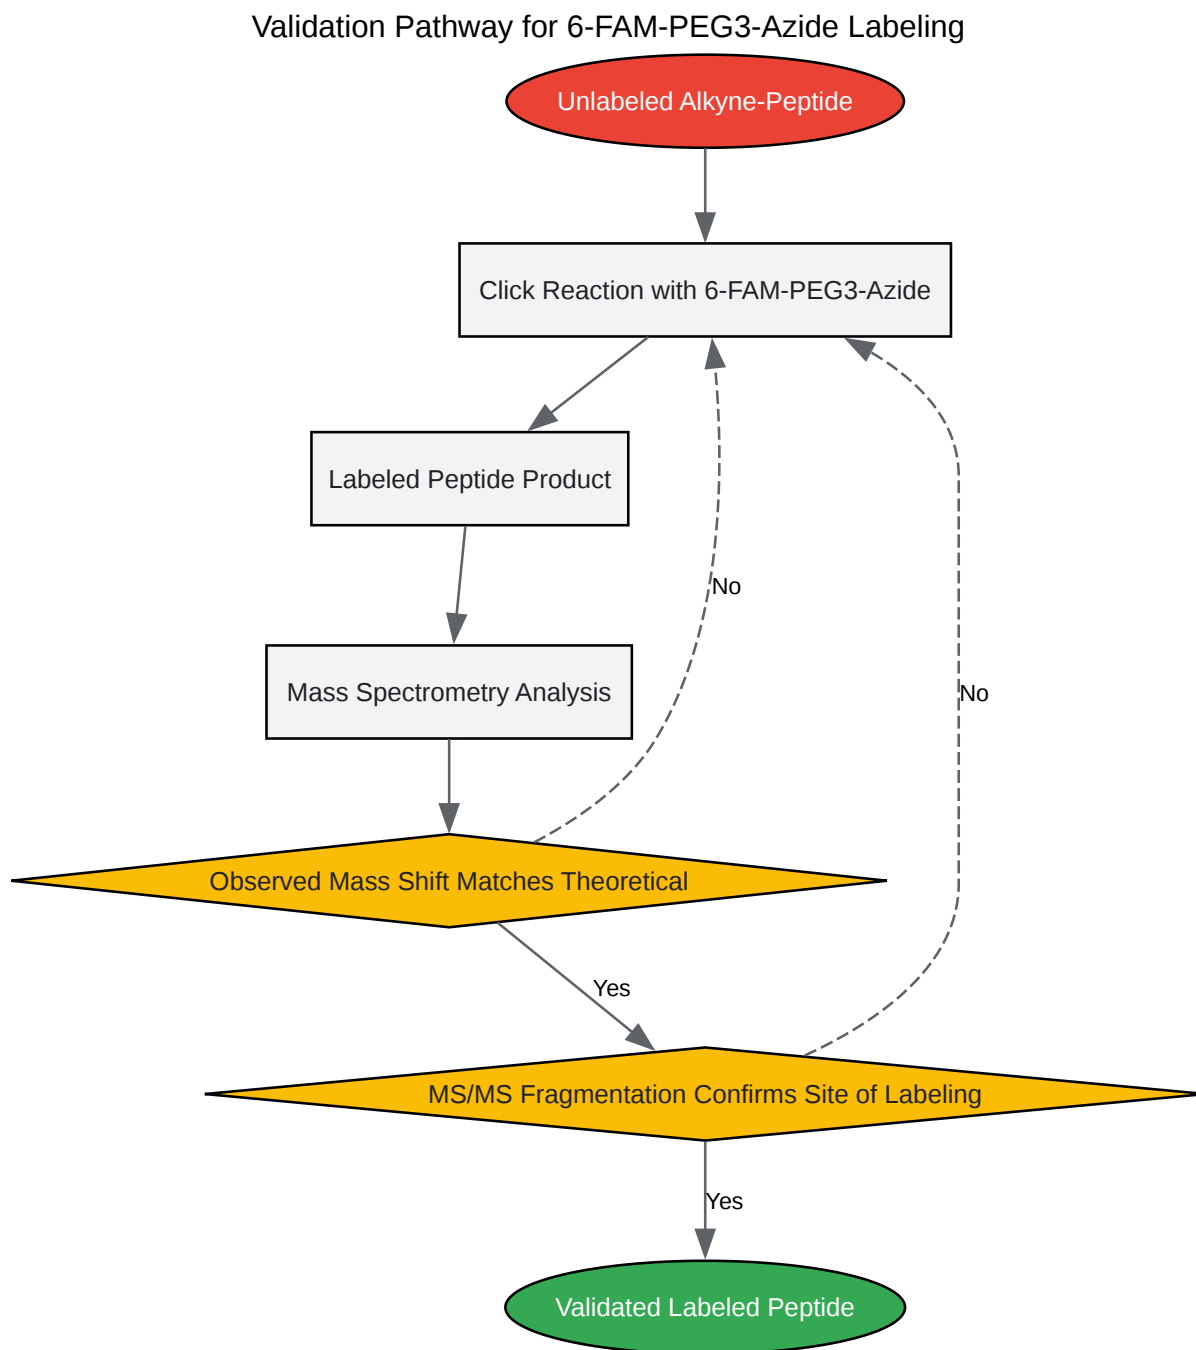 Validation Pathway for 6-FAM-PEG3-Azide Labeling
Unlabeled Alkyne-Peptide
Click Reaction with 6-FAM-PEG3-Azide
Labeled Peptide Product
No
Mass Spectrometry Analysis
No
Observed Mass Shift Matches Theoretical
Yes
MS/MS Fragmentation Confirms Site of Labeling
Yes
Validated Labeled Peptide